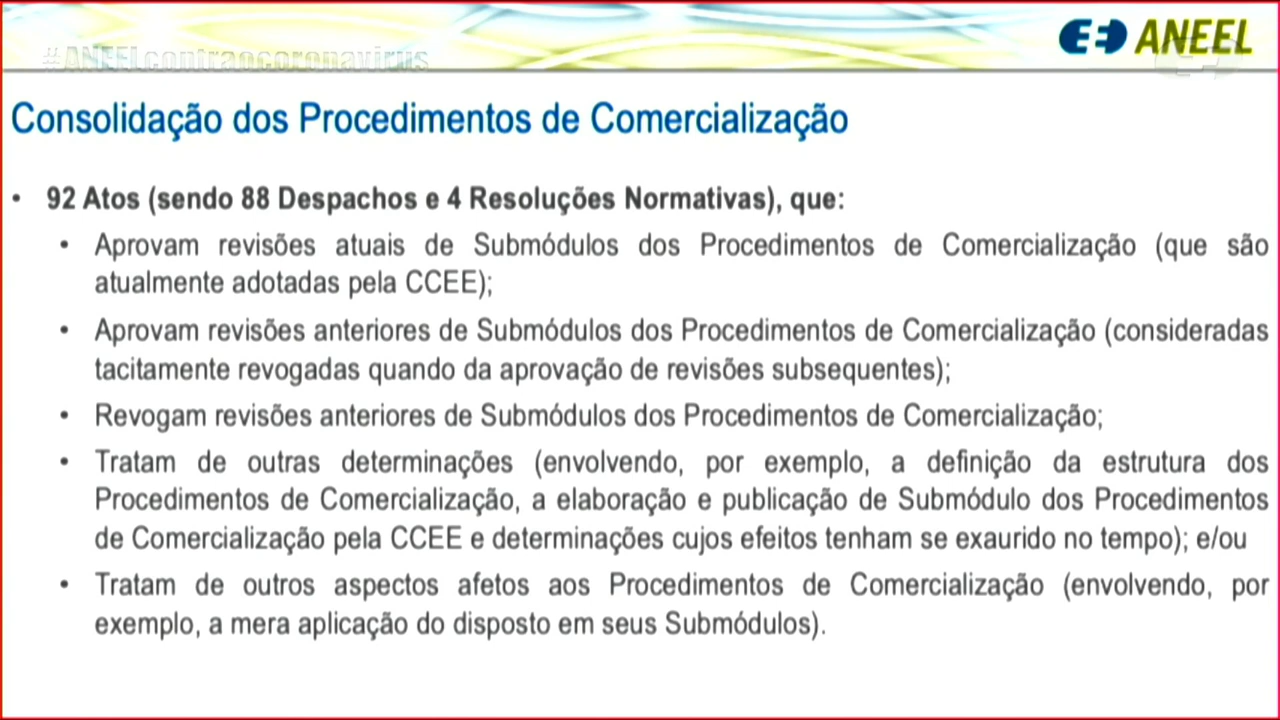 #ANEELcontraocoronavirus
ANEEL
Consolidação dos Procedimentos de Comercialização
• 92 Atos (sendo 88 Despachos e 4 Resoluções Normativas), que:
• Aprovam revisões atuais de Submódulos dos Procedimentos de Comercialização (que são
atualmente adotadas pela CCEE);
• Aprovam revisões anteriores de Submódulos dos Procedimentos de Comercialização (consideradas
tacitamente revogadas quando da aprovação de revisões subsequentes);
• Revogam revisões anteriores de Submódulos dos Procedimentos de Comercialização;
• Tratam de outras determinações (envolvendo, por exemplo, a definição da estrutura dos
Procedimentos de Comercialização, a elaboração e publicação de Submódulo dos Procedimentos
de Comercialização pela CCEE e determinações cujos efeitos tenham se exaurido no tempo); e/ou
• Tratam de outros aspectos afetos aos Procedimentos de Comercialização (envolvendo, por
exemplo, a mera aplicação do disposto em seus Submódulos).